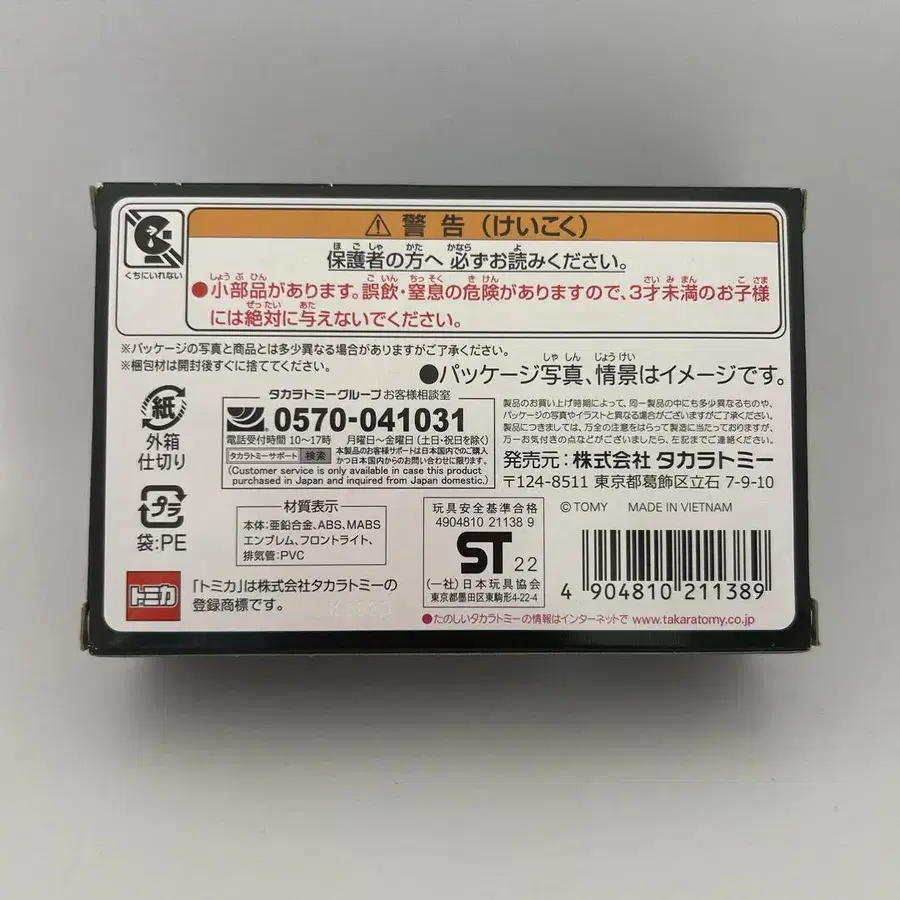 警告(けいこく)
くちにいれない
保護者の方へ 必ずお読みください。
●小部品があります。誤飲・窒息の危険がありますので、3才未満のお子様
には絶対に与えないでください。
※パッケージの写真と商品とは多少異なる場合がありますがご了承ください。
※梱包材は開封後すぐに捨ててください。
●パッケージ写真、情景はイメージです。
紙
外箱
仕切り
プラ
袋:PE
タカラトミーグループ お客様相談室
0570-041031
電話受付時間 10〜17時 月曜日〜金曜日(土日・祝日を除く)
タカラトミーサポート 検索
本製品のお客様サポートは日本国内でのご購入
かつ日本国内からのお問い合わせに限ります。
(Customer service is only available in case this product
purchased in Japan and inquired from Japan domestic.)
製品のお買い上げ時期によって、同一製品の中にも多少異なるものや、
パッケージの写真やイラストと異なる場合がございますがご了承ください。
製品につきましては、万全の注意をはらって製造に当たっておりますが、
万一お気付きの点などがございましたら、左記までご連絡ください。
発売元:株式会社 タカラトミー
〒124-8511 東京都葛飾区立石 7-9-10
材質表示
本体:亜鉛合金、ABS、MABS
エンブレム、フロントライト、
排気管:PVC
玩具安全基準合格
4904810 21138 9
ST 22
(一社)日本玩具協会
東京都墨田区東駒形4-22-4
© TOMY MADE IN VIETNAM
4 904810 211389
トミカ
「トミカ」は株式会社タカラトミーの
登録商標です。
●たのしいタカラトミーの情報はインターネットで www.takaratomy.co.jp